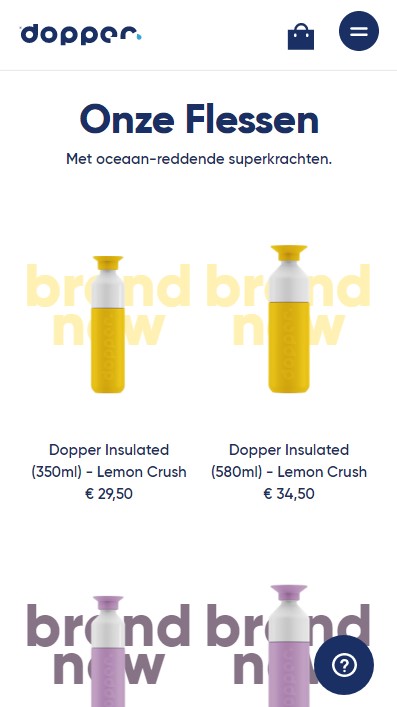 dopper
Onze Flessen
Met oceaan-reddende superkrachten.
brand new
brand new
Dopper Insulated
(350ml) - Lemon Crush
€ 29,50
Dopper Insulated
(580ml) - Lemon Crush
€ 34,50
brand new
brand new